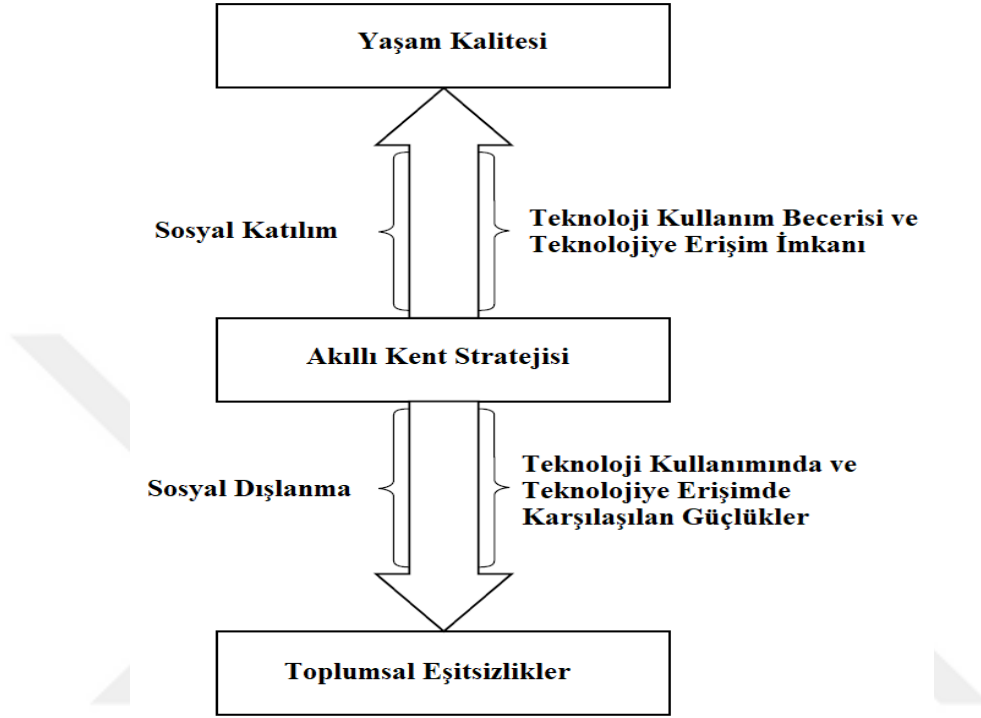 Yaşam Kalitesi
Sosyal Katılım
Teknoloji Kullanım Becerisi ve
Teknolojiye Erişim İmkanı
Akıllı Kent Stratejisi
Sosyal Dışlanma
Teknoloji Kullanımında ve
Teknolojiye Erişimde
Karşılaşılan Güçlükler
Toplumsal Eşitsizlikler